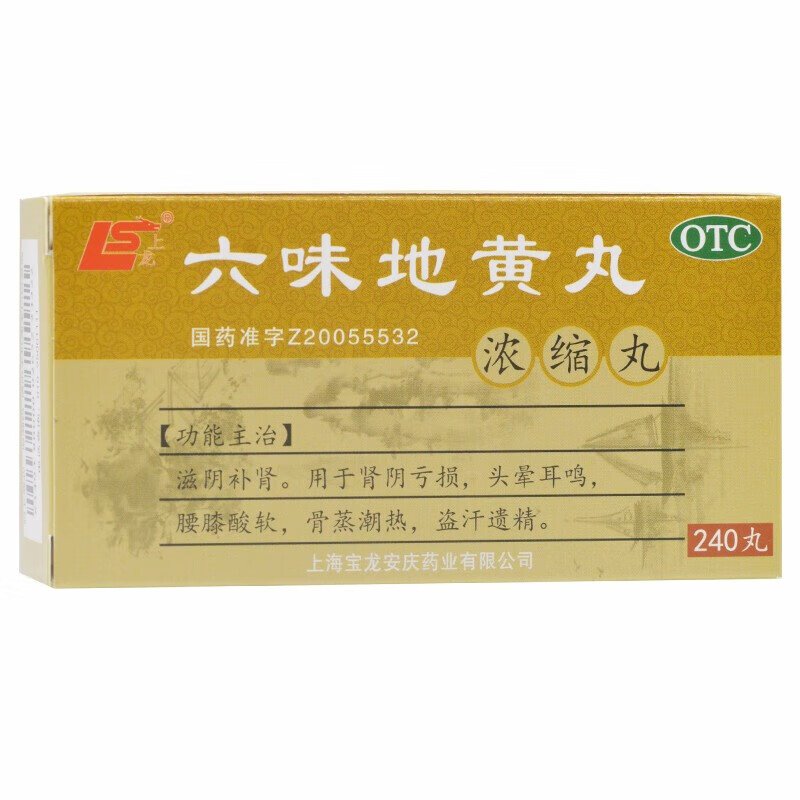 LS
®
上龙
六味地黄丸
OTC
国药准字Z20055532
浓缩丸
【功能主治】
滋阴补肾。用于肾阴亏损，头晕耳鸣，
腰膝酸软，骨蒸潮热，盗汗遗精。
240丸
上海宝龙安庆药业有限公司